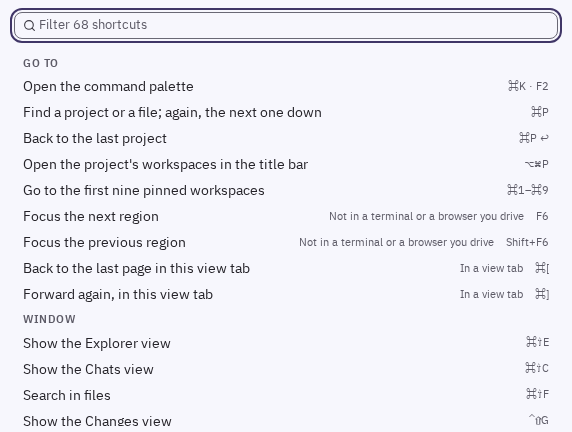 Filter 68 shortcuts
GO TO
Open the command palette ⌘K · F2
Find a project or a file; again, the next one down ⌘P
Back to the last project ⌘P ↩
Open the project's workspaces in the title bar ⌥⌘P
Go to the first nine pinned workspaces ⌘1–⌘9
Focus the next region Not in a terminal or a browser you drive F6
Focus the previous region Not in a terminal or a browser you drive Shift+F6
Back to the last page in this view tab In a view tab ⌘[
Forward again, in this view tab In a view tab ⌘]
WINDOW
Show the Explorer view ⌘⇧E
Show the Chats view ⌘⇧C
Search in files ⌘⇧F
Show the Changes view ⌃⇧G